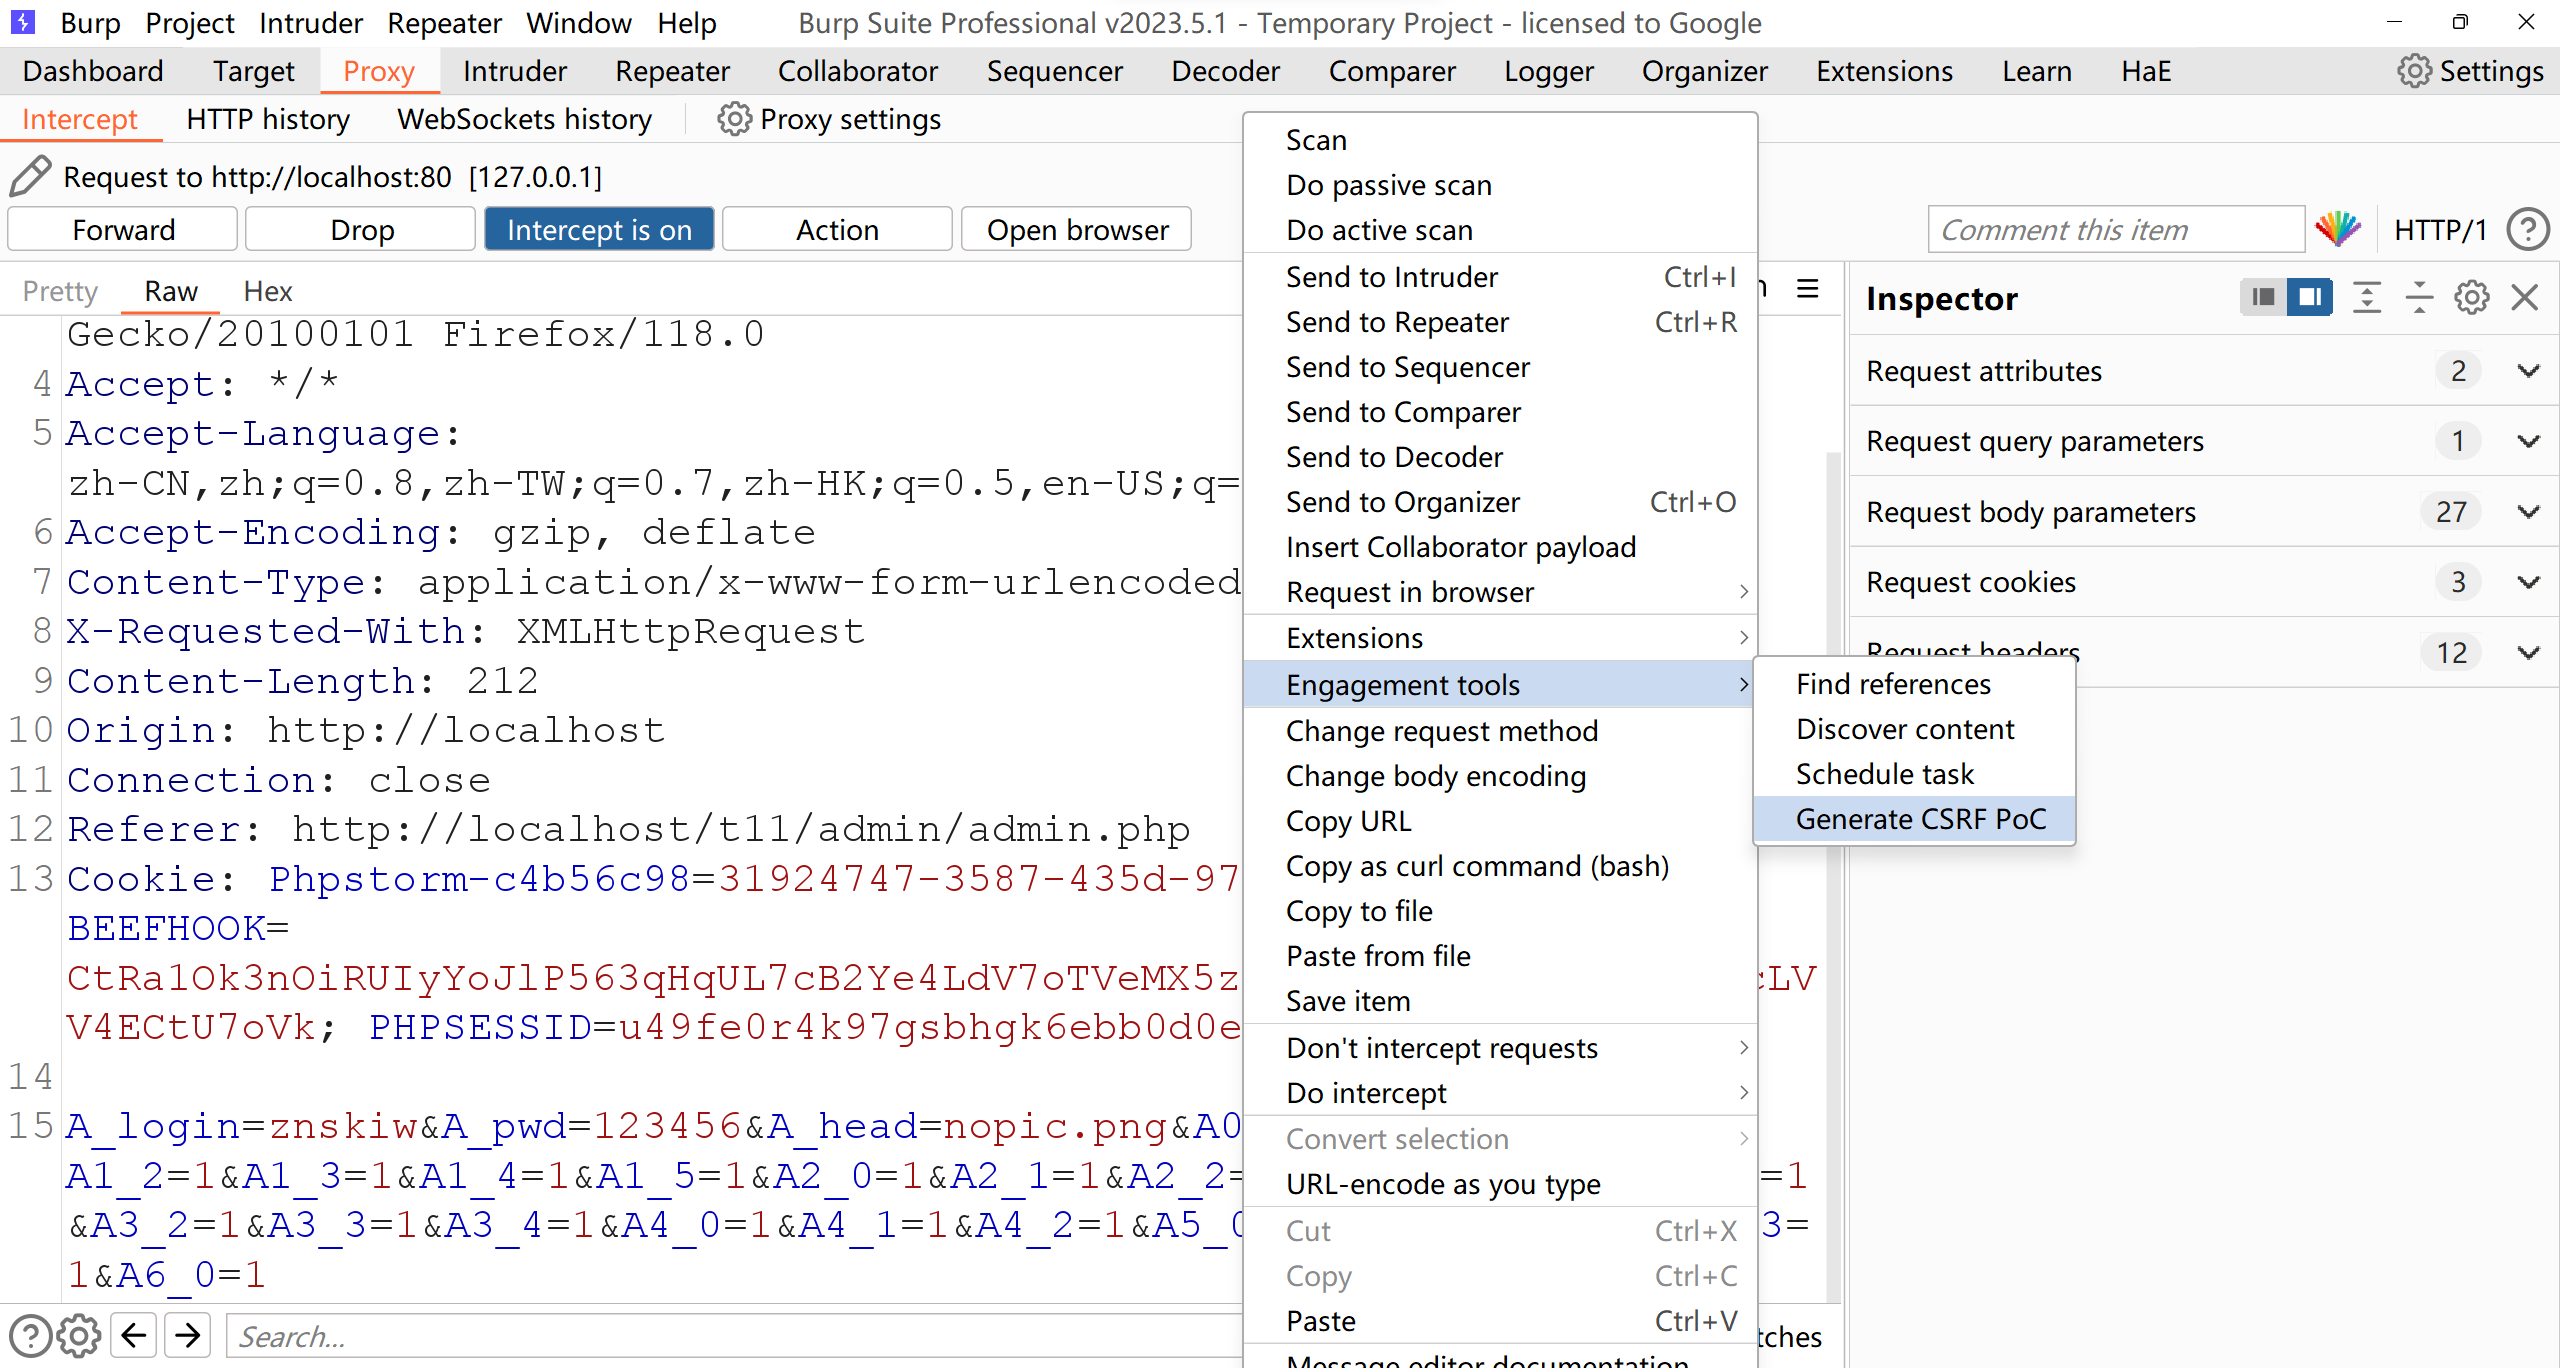 Burp Project Intruder Repeater Window Help Burp Suite Professional v2023.5.1 - Temporary Project - licensed to Google
Dashboard Target Proxy Intruder Repeater Collaborator Sequencer Decoder Comparer Logger Organizer Extensions Learn HaE Settings
Intercept HTTP history WebSockets history Proxy settings
Request to http://localhost:80 [127.0.0.1]
Forward Drop Intercept is on Action Open browser Comment this item HTTP/1
Pretty Raw Hex
Gecko/20100101 Firefox/118.0
4 Accept: */*
5 Accept-Language:
zh-CN,zh;q=0.8,zh-TW;q=0.7,zh-HK;q=0.5,en-US;q=
6 Accept-Encoding: gzip, deflate
7 Content-Type: application/x-www-form-urlencoded
8 X-Requested-With: XMLHttpRequest
9 Content-Length: 212
10 Origin: http://localhost
11 Connection: close
12 Referer: http://localhost/t11/admin/admin.php
13 Cookie: Phpstorm-c4b56c98=31924747-3587-435d-97
BEEFHOOK=
CtRa1Ok3nOiRUIyYoJlP563qHqUL7cB2Ye4LdV7oTVeMX5z LV
V4ECtU7oVk; PHPSESSID=u49fe0r4k97gsbhgk6ebb0d0e
14
15 A_login=znskiw&A_pwd=123456&A_head=nopic.png&A0
A1_2=1&A1_3=1&A1_4=1&A1_5=1&A2_0=1&A2_1=1&A2_2= =1
&A3_2=1&A3_3=1&A3_4=1&A4_0=1&A4_1=1&A4_2=1&A5_0 3=
1&A6_0=1
Search... tches
Scan
Do passive scan
Do active scan
Send to Intruder Ctrl+I
Send to Repeater Ctrl+R
Send to Sequencer
Send to Comparer
Send to Decoder
Send to Organizer Ctrl+O
Insert Collaborator payload
Request in browser
Extensions
Engagement tools
Change request method
Change body encoding
Copy URL
Copy as curl command (bash)
Copy to file
Paste from file
Save item
Don't intercept requests
Do intercept
Convert selection
URL-encode as you type
Cut Ctrl+X
Copy Ctrl+C
Paste Ctrl+V
Message editor documentation
Find references
Discover content
Schedule task
Generate CSRF PoC
Inspector
Request attributes 2
Request query parameters 1
Request body parameters 27
Request cookies 3
Request headers 12